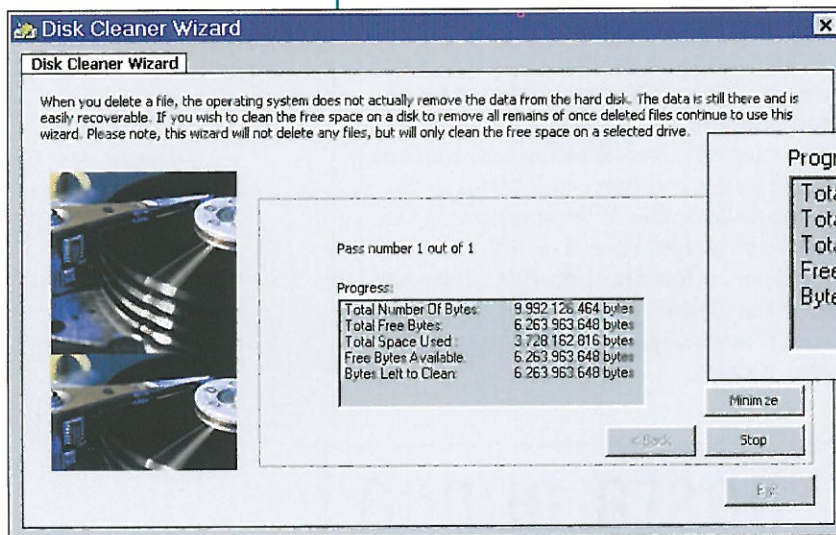 Disk Cleaner Wizard
Disk Cleaner Wizard
When you delete a file, the operating system does not actually remove the data from the hard disk. The data is still there and is
easily recoverable. If you wish to clean the free space on a disk to remove all remains of once deleted files continue to use this
wizard. Please note, this wizard will not delete any files, but will only clean the free space on a selected drive.
Pass number 1 out of 1
Progress:
Total Number Of Bytes: 9.992.126.464 bytes
Total Free Bytes: 6.263.963.648 bytes
Total Space Used : 3.728.162.816 bytes
Free Bytes Available: 6.263.963.648 bytes
Bytes Left to Clean: 6.263.963.648 bytes
Minimize
< Back
Stop
Exit
Progr
Tota
Tota
Tota
Free
Byte